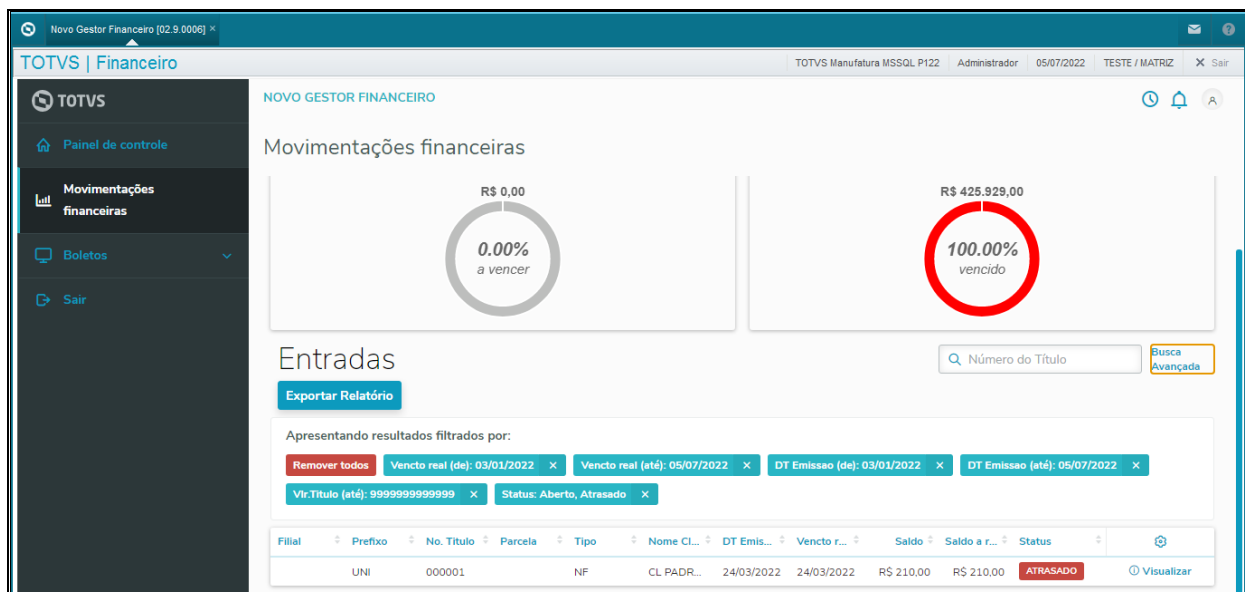 Novo Gestor Financeiro [02.9.0006] ×
TOTVS | Financeiro
TOTVS Manufatura MSSQL P122 Administrador 05/07/2022 TESTE / MATRIZ X Sair
TOTVS
NOVO GESTOR FINANCEIRO
Painel de controle
Movimentações
financeiras
Boletos
Sair
Movimentações financeiras
R$ 0,00
0.00%
a vencer
R$ 425.929,00
100.00%
vencido
Entradas
Número do Título
Busca
Avançada
Exportar Relatório
Apresentando resultados filtrados por:
Remover todos Vencto real (de): 03/01/2022 × Vencto real (até): 05/07/2022 × DT Emissao (de): 03/01/2022 × DT Emissao (até): 05/07/2022 ×
Vlr.Titulo (até): 9999999999999 × Status: Aberto, Atrasado ×
Filial Prefixo No. Titulo Parcela Tipo Nome Cl... DT Emis... Vencto r... Saldo Saldo a r... Status
UNI 000001 NF CL PADR... 24/03/2022 24/03/2022 R$ 210,00 R$ 210,00 ATRASADO Visualizar